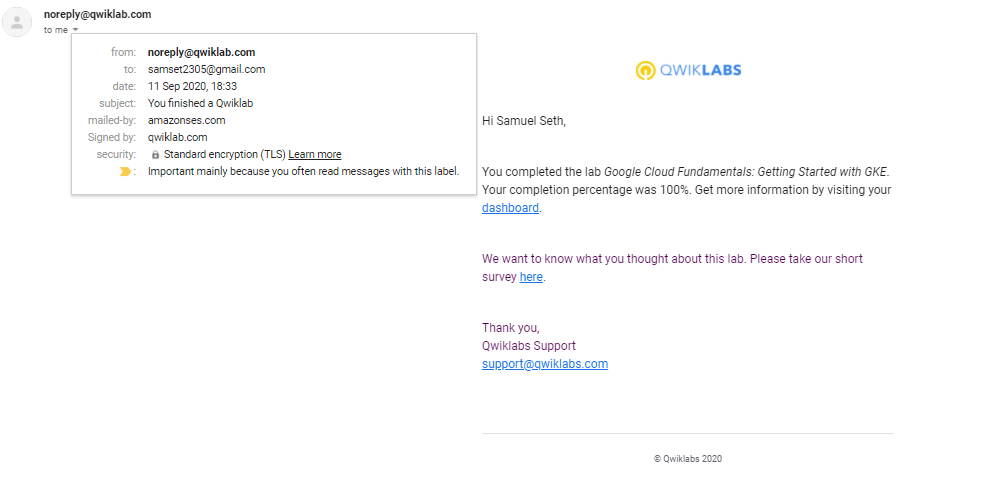 noreply@qwiklab.com
to me
from: noreply@qwiklab.com
to: samset2305@gmail.com
date: 11 Sep 2020, 18:33
subject: You finished a Qwiklab
mailed-by: amazonses.com
Signed by: qwiklab.com
security: Standard encryption (TLS) Learn more
: Important mainly because you often read messages with this label.
QWIKLABS
Hi Samuel Seth,
You completed the lab Google Cloud Fundamentals: Getting Started with GKE.
Your completion percentage was 100%. Get more information by visiting your
dashboard.
We want to know what you thought about this lab. Please take our short
survey here.
Thank you,
Qwiklabs Support
support@qwiklabs.com
© Qwiklabs 2020